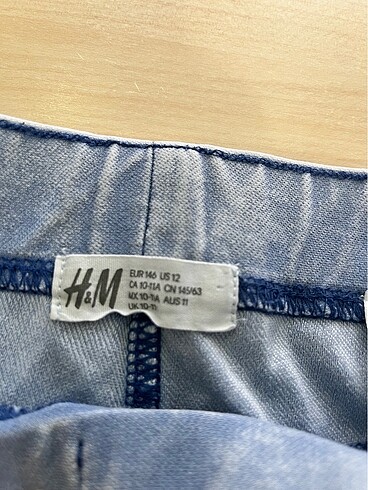 H&M
EUR 146 US 12
CA 10-11A CN 145/63
MX 10-11A AUS 11
UK 10-11